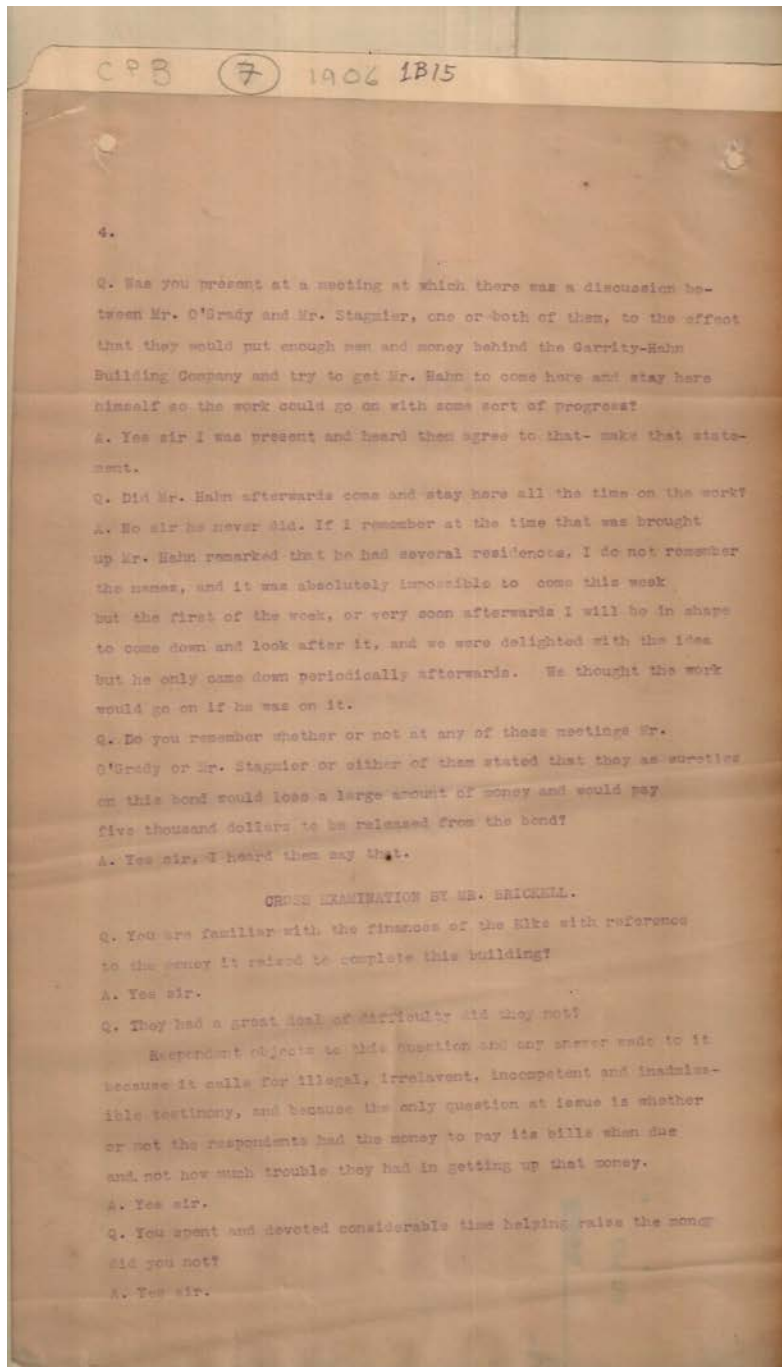 CPB 7 1906 1B15
4.
Q. Was you present at a meeting at which there was a discussion be-
tween Mr. O'Grady and Mr. Stagmier, one or both of them, to the effect
that they would put enough men and money behind the Garrity-Hahn
Building Company and try to get Mr. Hahn to come here and stay here
himself so the work could go on with some sort of progress?
A. Yes sir I was present and heard them agree to that- make that state-
ment.
Q. Did Mr. Hahn afterwards come and stay here all the time on the work?
A. No sir he never did. If I remember at the time that was brought
up Mr. Hahn remarked that he had several residences, I do not remember
the names, and it was absolutely impossible to come this week
but the first of the week, or very soon afterwards I will be in shape
to come down and look after it, and we were delighted with the idea
but he only came down periodically afterwards. We thought the work
would go on if he was on it.
Q. Do you remember whether or not at any of these meetings Mr.
O'Grady or Mr. Stagmier or either of them stated that they as sureties
on this bond would lose a large amount of money and would pay
five thousand dollars to be released from the bond?
A. Yes sir, I heard them say that.
CROSS EXAMINATION BY MR. BRICKELL.
Q. You are familiar with the finances of the Elks with reference
to the money it raised to complete this building?
A. Yes sir.
Q. They had a great deal of difficulty did they not?
Respondent objects to this question and any answer made to it
because it calls for illegal, irrelavent, incompetent and inadmiss-
ible testimony, and because the only question at issue is whether
or not the respondents had the money to pay its bills when due
and not how much trouble they had in getting up that money.
A. Yes sir.
Q. You spent and devoted considerable time helping raise the money
did you not?
A. Yes sir.